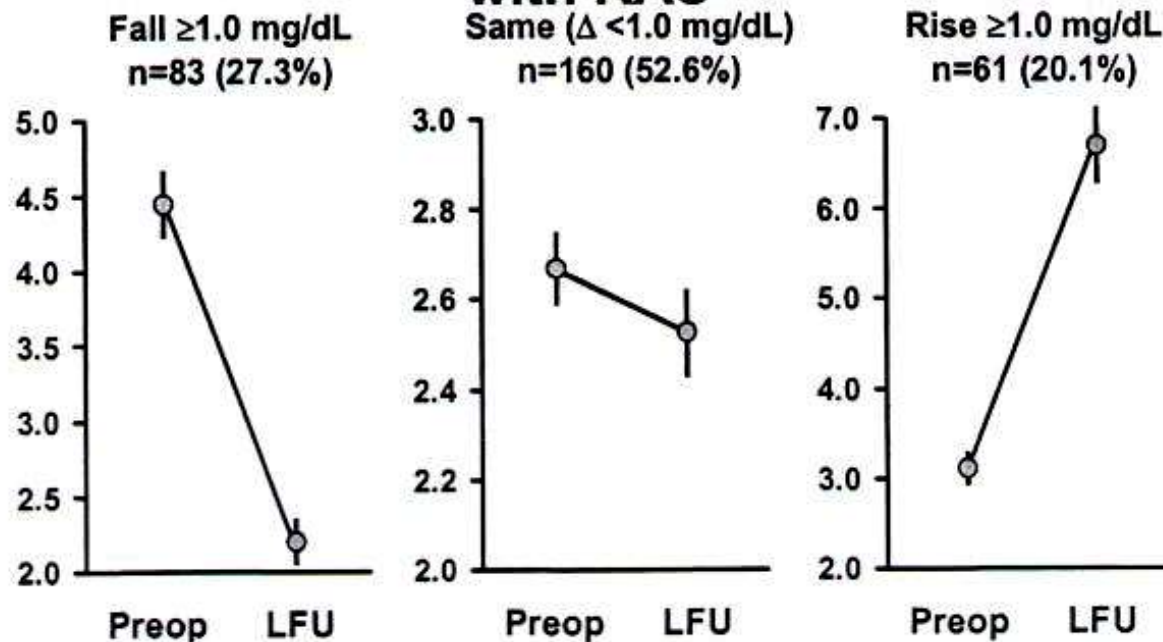 Fall ≥1.0 mg/dL
n=83 (27.3%)
5.0
4.5
4.0
3.5
3.0
2.5
2.0
Preop LFU
Same (Δ <1.0 mg/dL)
n=160 (52.6%)
3.0
2.8
2.6
2.4
2.2
2.0
Preop LFU
Rise ≥1.0 mg/dL
n=61 (20.1%)
7.0
6.0
5.0
4.0
3.0
2.0
Preop LFU